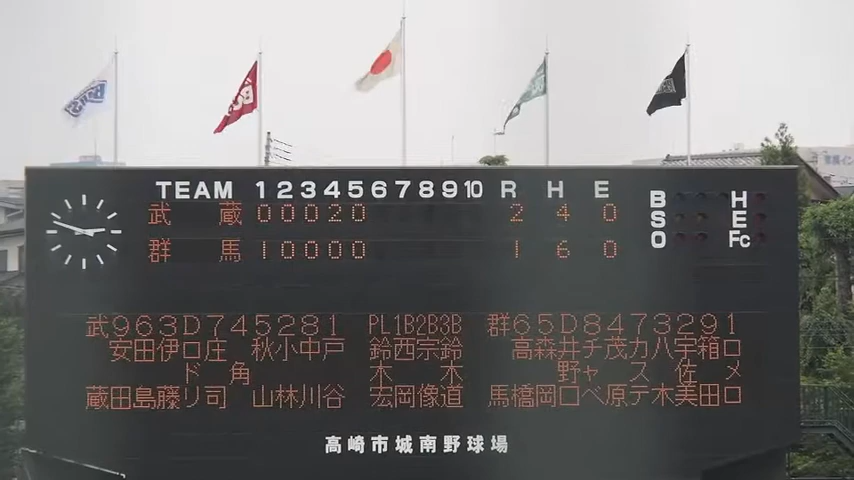 TEAM 1 2 3 4 5 6 7 8 9 10 R H E
武蔵 0 0 0 2 0 2 4 0
群馬 1 0 0 0 0 1 6 0
B H
S E
O Fc
武963D745281 PL1B2B3B 群65D8473291
安田伊ロ庄 秋小中戸 鈴西宗鈴 高森井チ茂カ八宇箱ロ
ド角 木 木 野ャ ス 佐 メ
蔵田島藤リ司 山林川谷 宏岡像道 馬橋岡口ベ原テ木美田ロ
高崎市城南野球場